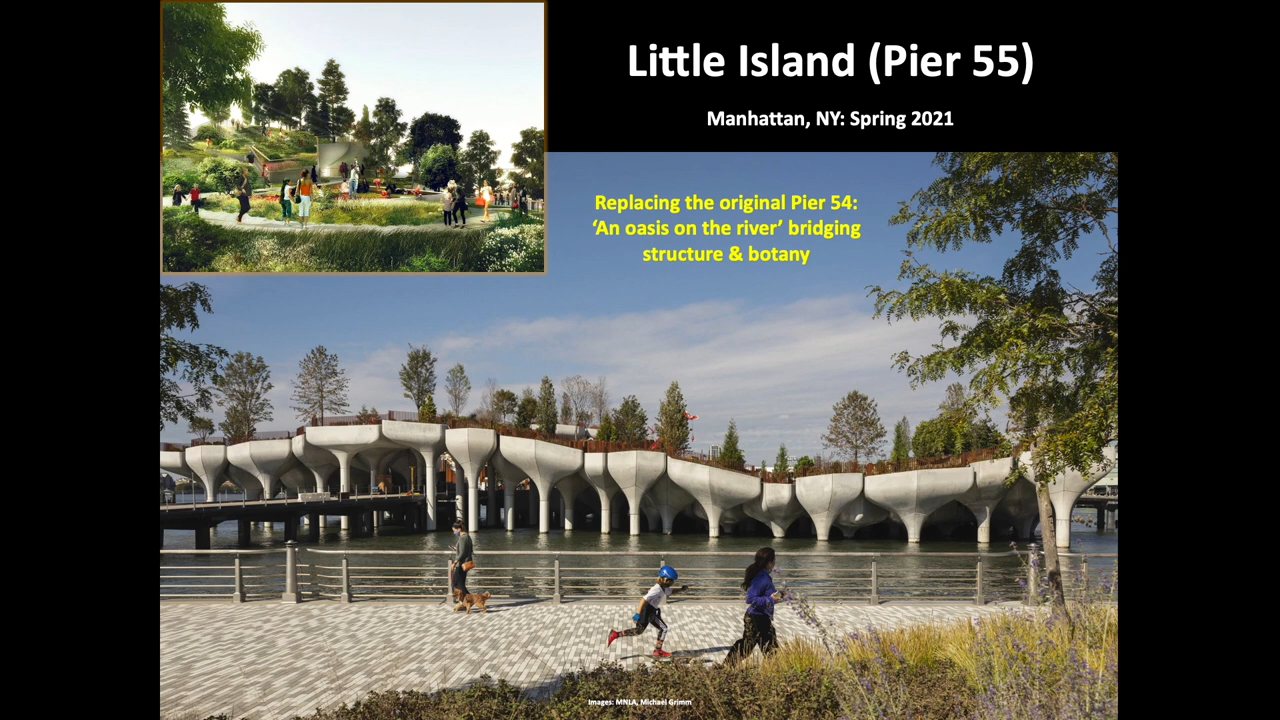 Little Island (Pier 55)
Manhattan, NY: Spring 2021
Replacing the original Pier 54:
‘An oasis on the river’ bridging
structure & botany
Images: MNLA, Michael Grimm